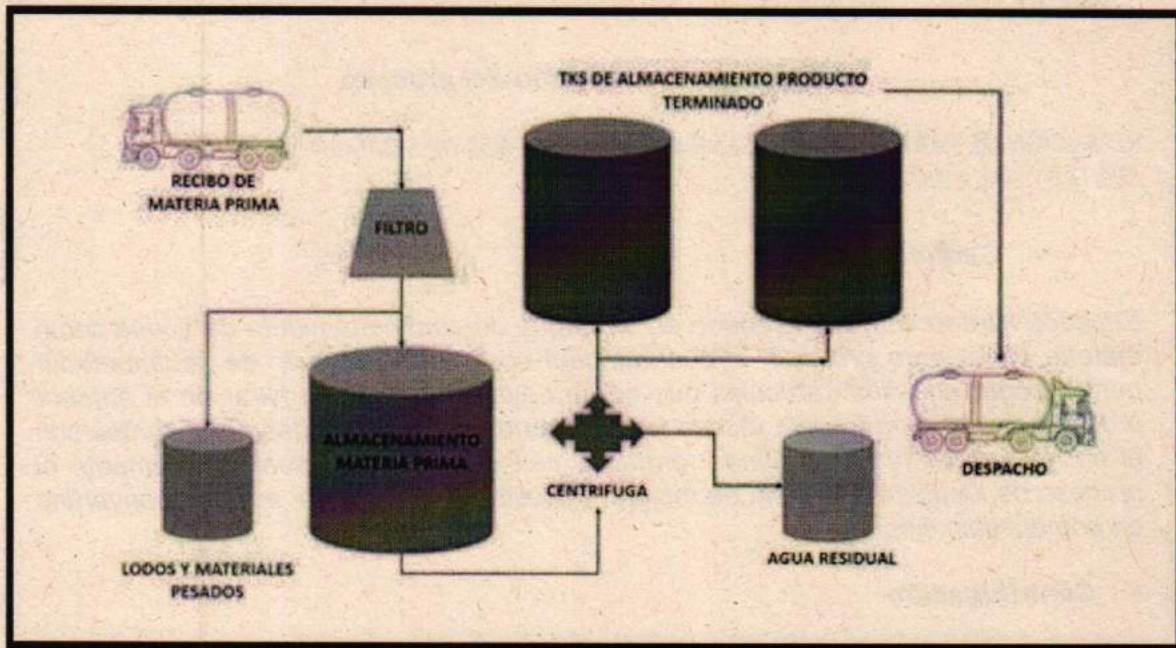 TKS DE ALMACENAMIENTO PRODUCTO
TERMINADO
RECIBO DE
MATERIA PRIMA
FILTRO
ALMACENAMIENTO
MATERIA PRIMA
CENTRIFUGA
DESPACHO
LODOS Y MATERIALES
PESADOS
AGUA RESIDUAL